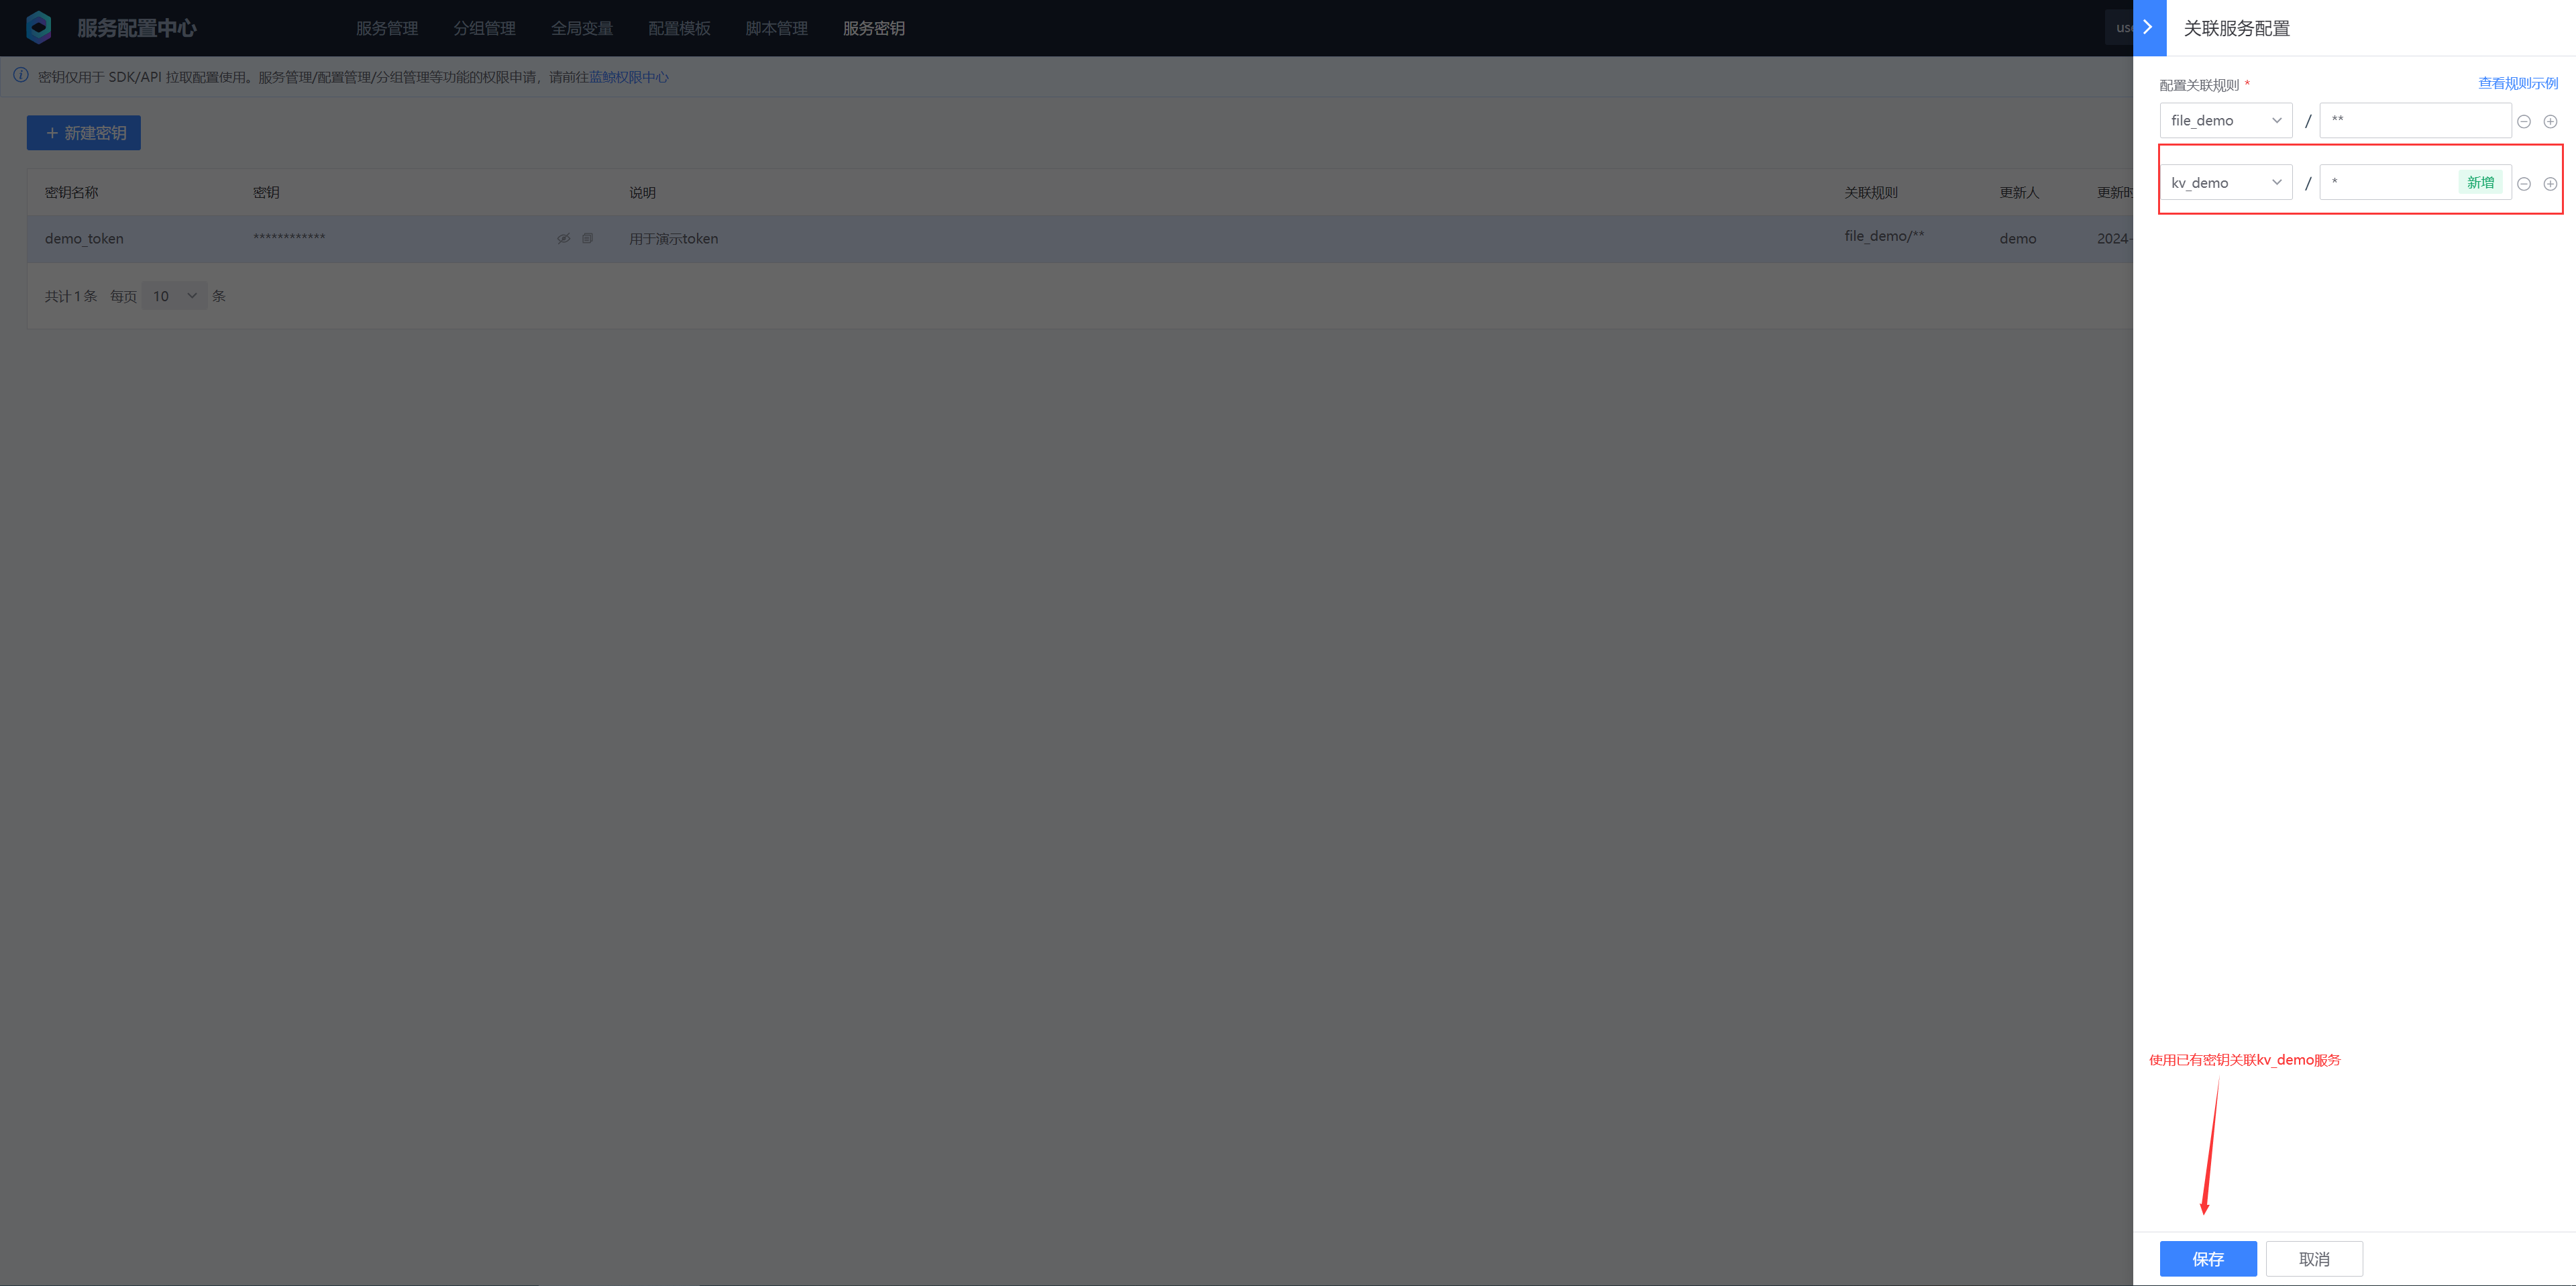 服务配置中心
服务管理 分组管理 全局变量 配置模板 脚本管理 服务密钥
密钥仅用于 SDK/API 拉取配置使用。服务管理/配置管理/分组管理等功能的权限申请，请前往蓝鲸权限中心
+ 新建密钥
密钥名称 密钥 说明 关联规则 更新人
demo_token ************ 用于演示token file_demo/** demo 2024-
共计 1 条 每页 10 条
关联服务配置
配置关联规则 * 查看规则示例
file_demo / **
kv_demo / * 新增
使用已有密钥关联kv_demo服务
保存 取消